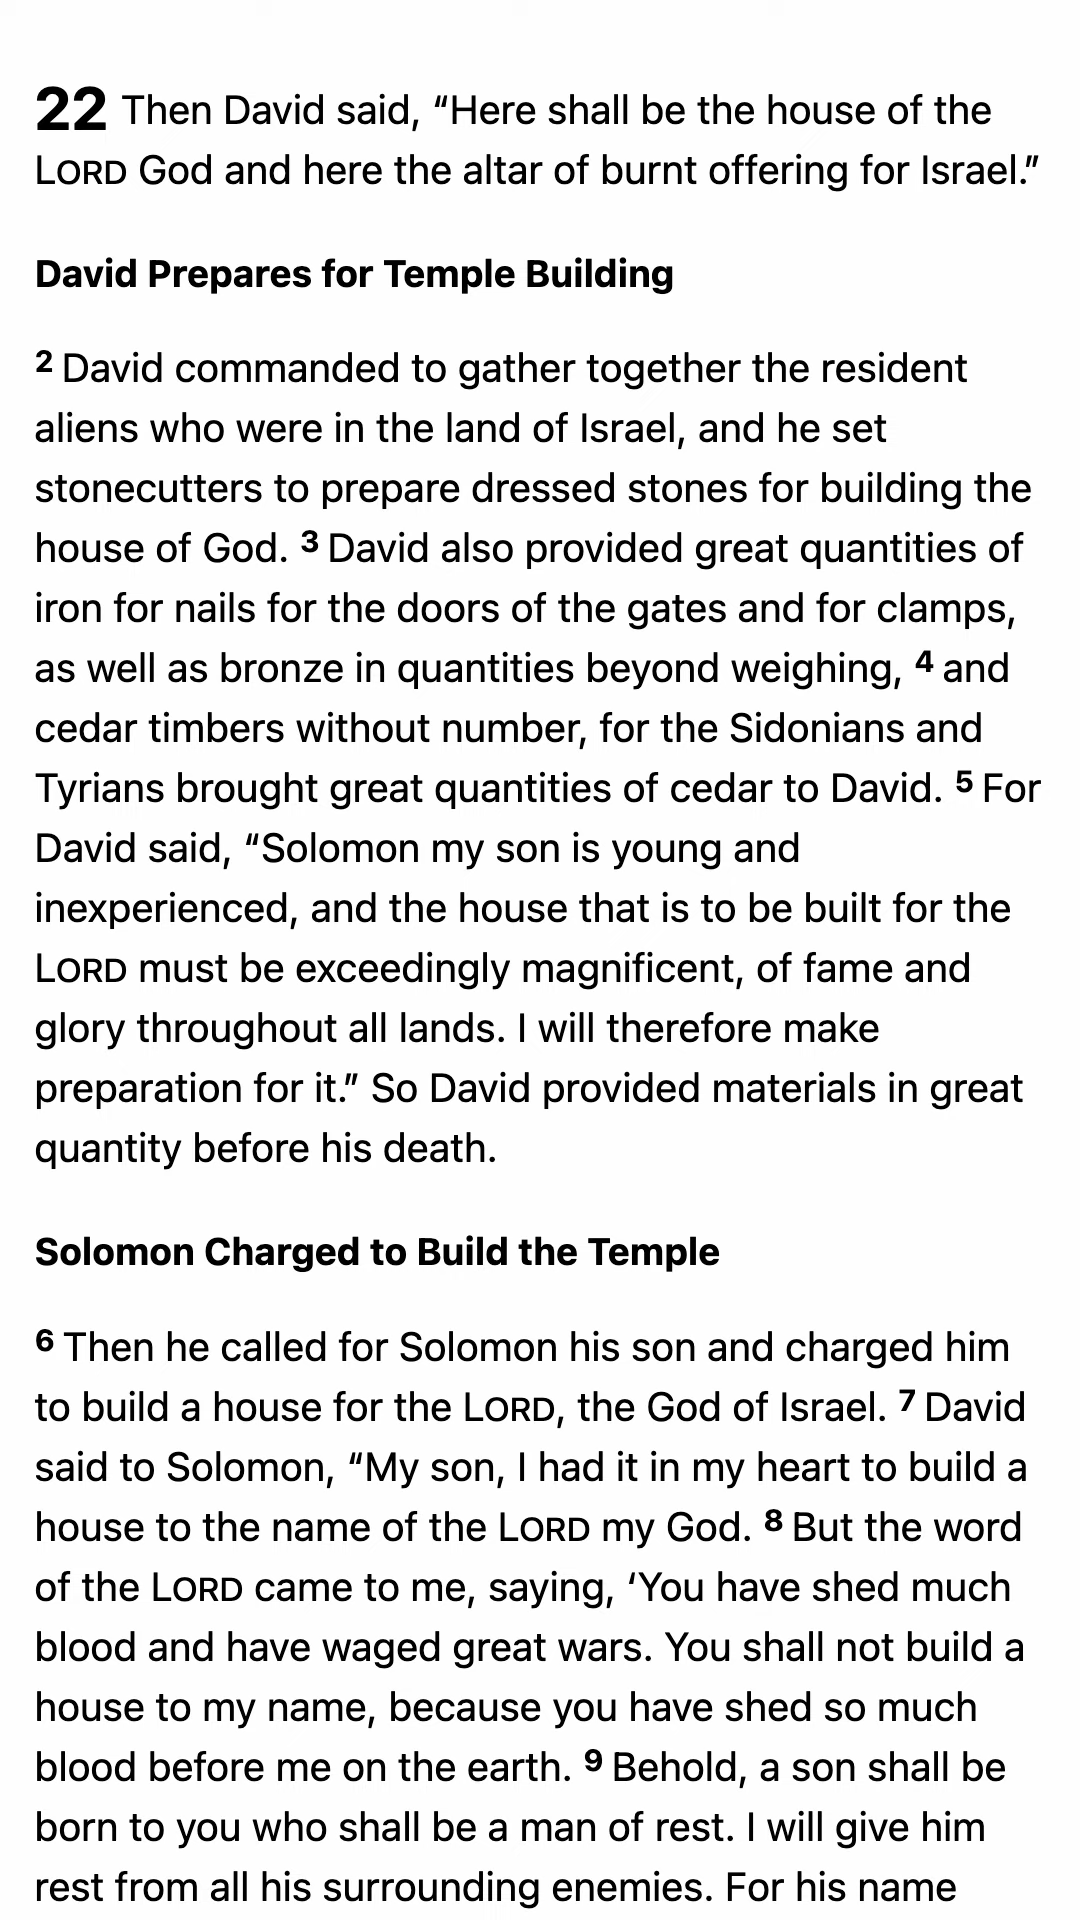 22 Then David said, “Here shall be the house of the
LORD God and here the altar of burnt offering for Israel.”
David Prepares for Temple Building
2 David commanded to gather together the resident
aliens who were in the land of Israel, and he set
stonecutters to prepare dressed stones for building the
house of God. 3 David also provided great quantities of
iron for nails for the doors of the gates and for clamps,
as well as bronze in quantities beyond weighing, 4 and
cedar timbers without number, for the Sidonians and
Tyrians brought great quantities of cedar to David. 5 For
David said, “Solomon my son is young and
inexperienced, and the house that is to be built for the
LORD must be exceedingly magnificent, of fame and
glory throughout all lands. I will therefore make
preparation for it.” So David provided materials in great
quantity before his death.
Solomon Charged to Build the Temple
6 Then he called for Solomon his son and charged him
to build a house for the LORD, the God of Israel. 7 David
said to Solomon, “My son, I had it in my heart to build a
house to the name of the LORD my God. 8 But the word
of the LORD came to me, saying, ‘You have shed much
blood and have waged great wars. You shall not build a
house to my name, because you have shed so much
blood before me on the earth. 9 Behold, a son shall be
born to you who shall be a man of rest. I will give him
rest from all his surrounding enemies. For his name